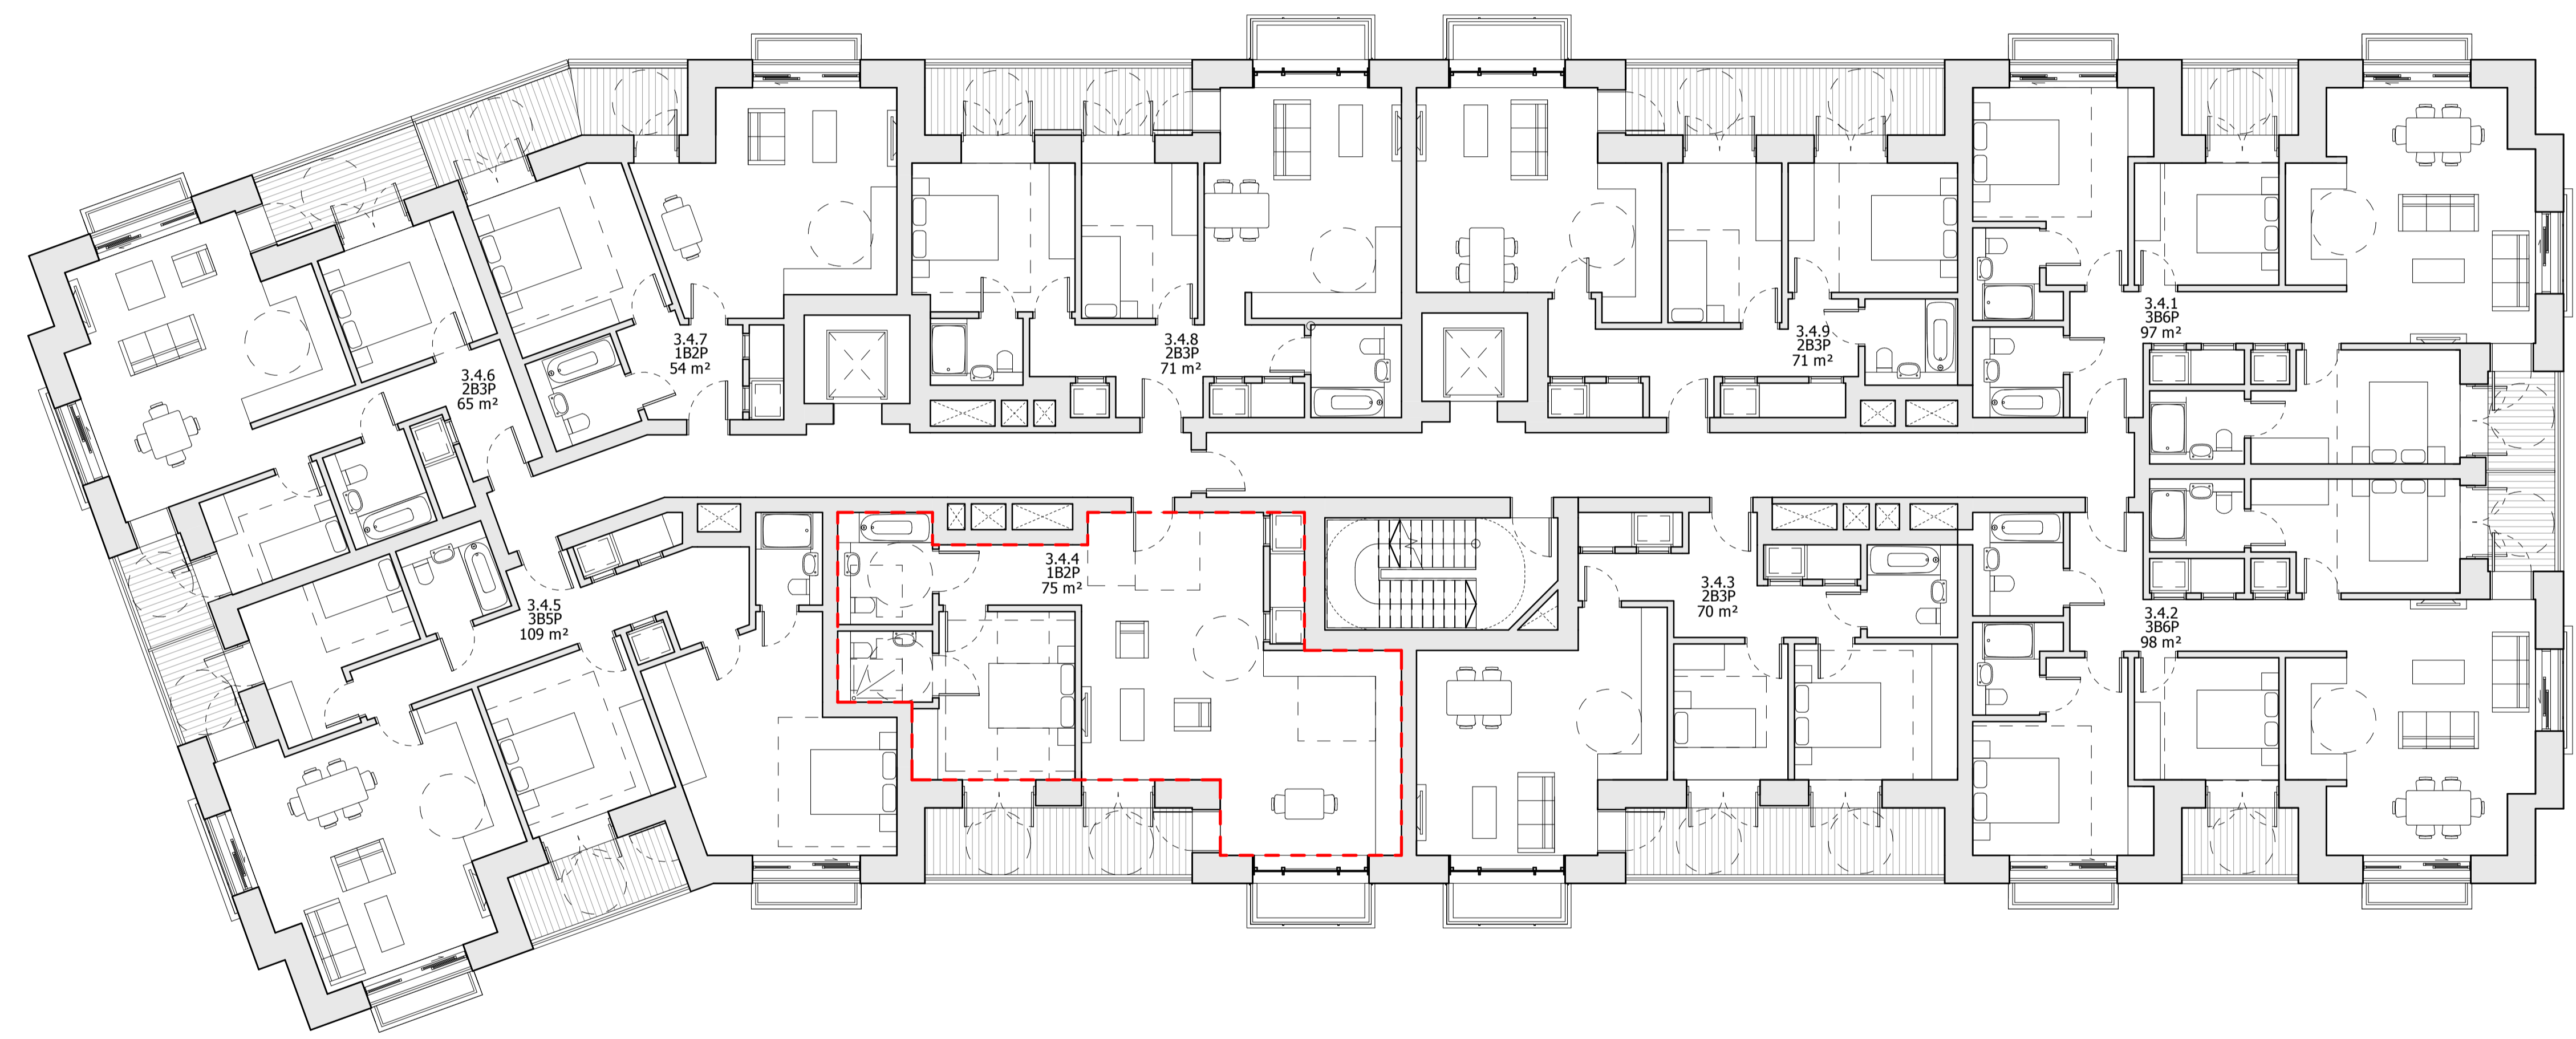 3.4.1
3B6P
97 m²
3.4.7
1B2P
54 m²
3.4.8
2B3P
71 m²
3.4.9
2B3P
71 m²
3.4.6
2B3P
65 m²
3.4.4
1B2P
75 m²
3.4.3
2B3P
70 m²
3.4.5
3B5P
109 m²
3.4.2
3B6P
98 m²